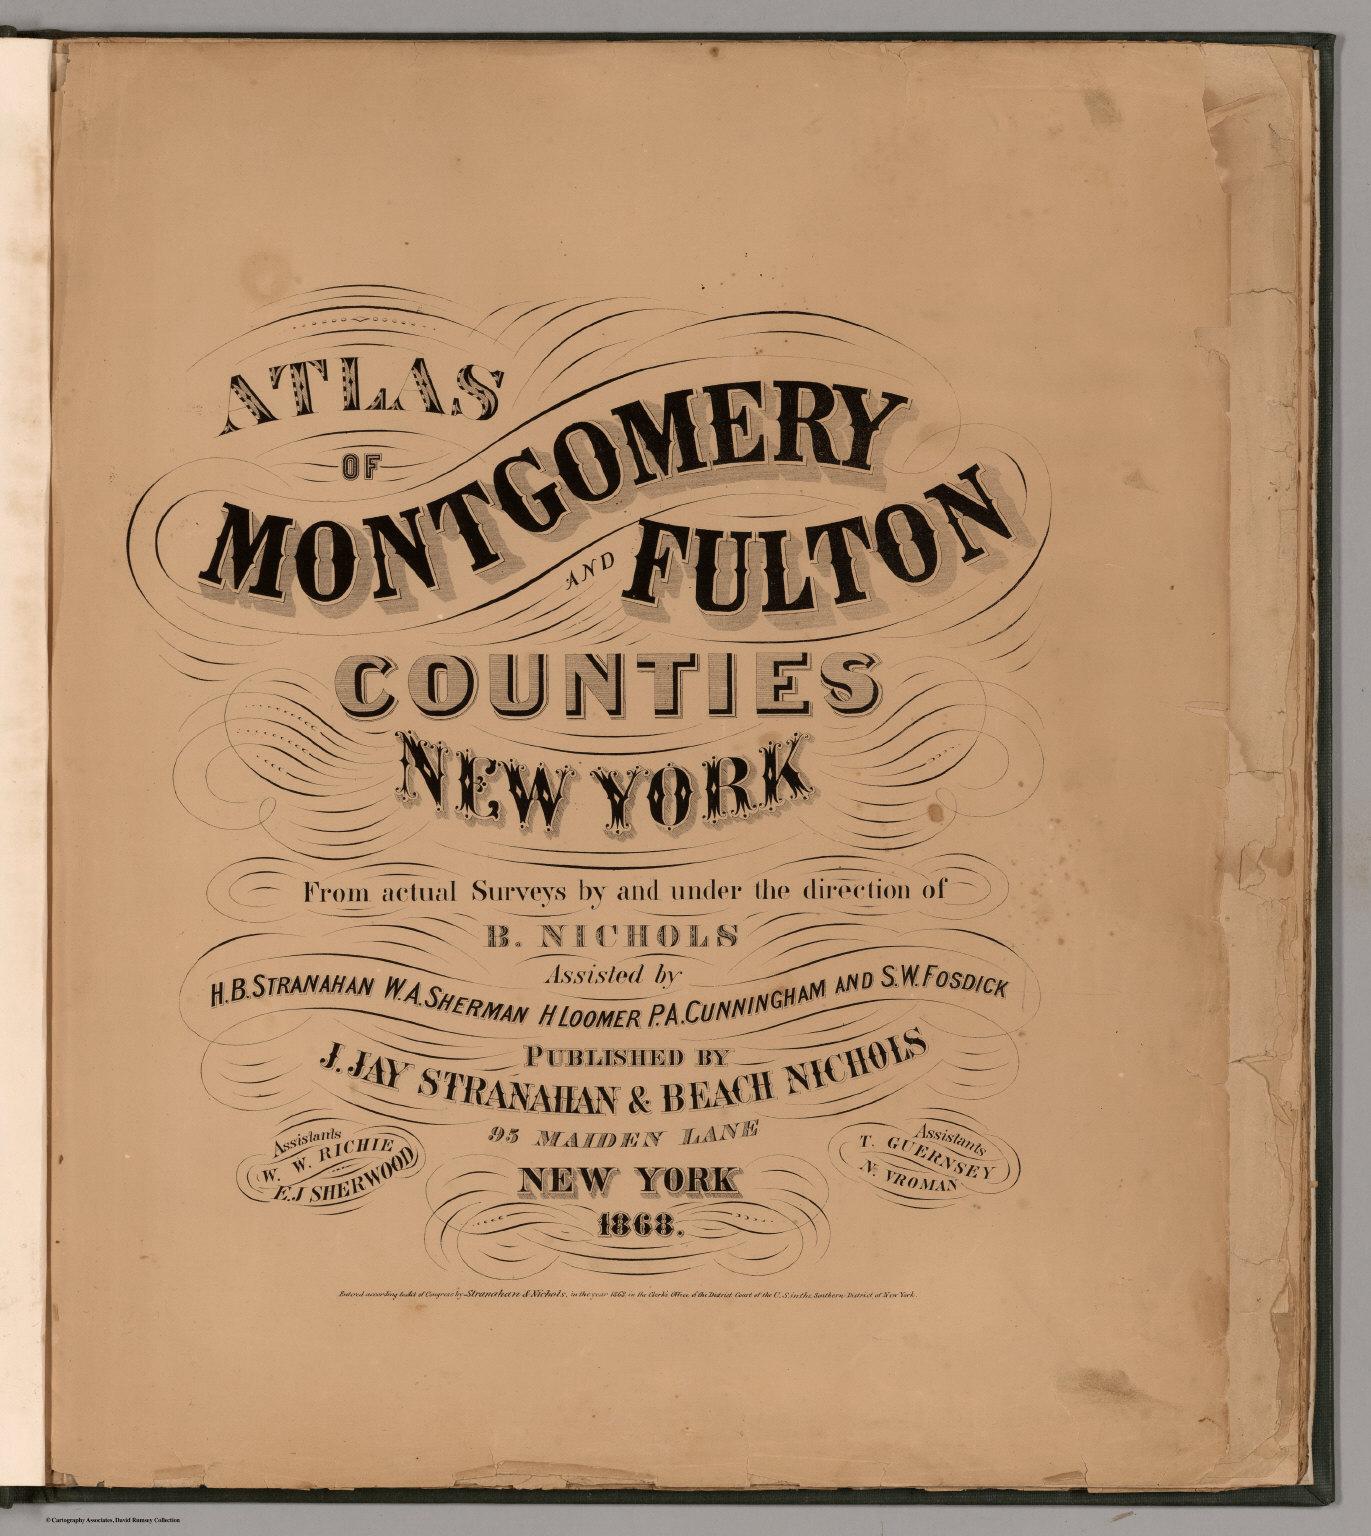 ATLAS
OF
MONTGOMERY
AND FULTON
COUNTIES
NEW YORK
From actual Surveys by and under the direction of
B. NICHOLS
Assisted by
H.B. STRANAHAN W.A. SHERMAN H LOOMER P.A. CUNNINGHAM AND S.W. FOSDICK
PUBLISHED BY
J. JAY STRANAHAN & BEACH NICHOLS
95 MAIDEN LANE
Assistants
W. W. RICHIE
E.J SHERWOOD
Assistants
T. GUERNSEY
N. VROMAN
NEW YORK
1868.
Entered according to Act of Congress by Stranahan & Nichols, in the year 1868 in the Clerk's Office of the District Court of the U.S. in the Southern District of New York.
© Cartography Associates, David Rumsey Collection